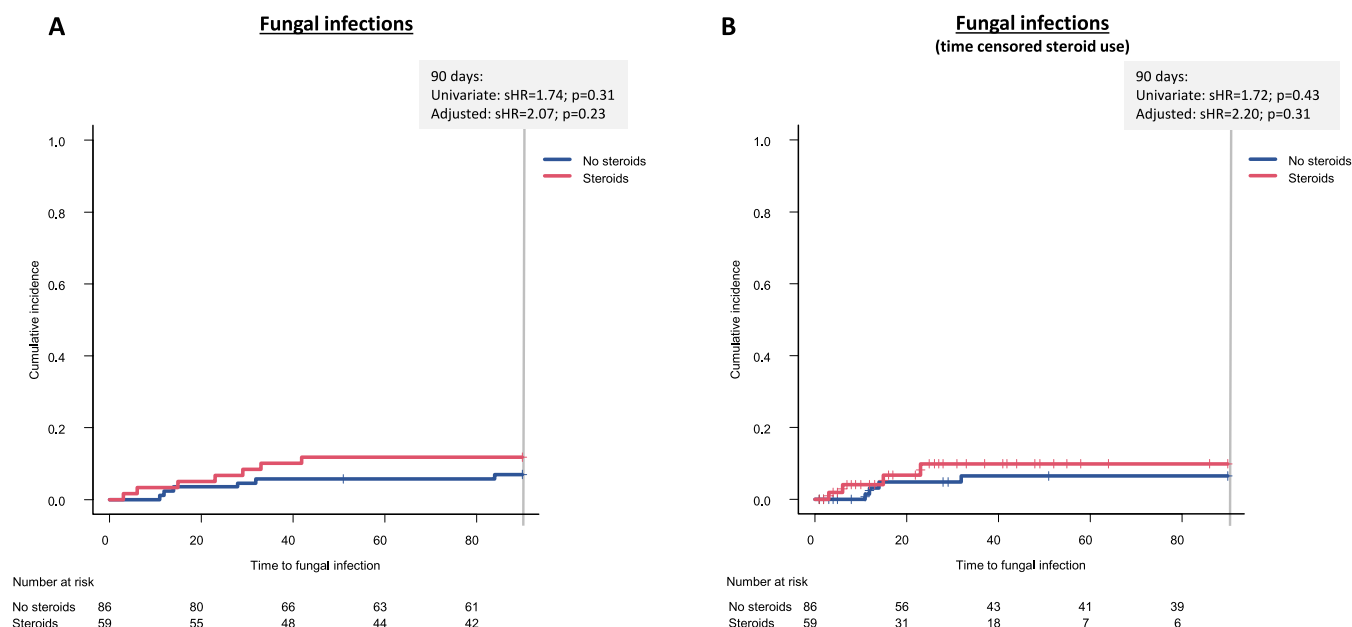 A
Fungal infections
90 days:
Univariate: sHR=1.74; p=0.31
Adjusted: sHR=2.07; p=0.23
No steroids
Steroids
1.0
0.8
0.6
0.4
0.2
0.0
Cumulative incidence
0 20 40 60 80
Time to fungal infection
Number at risk
No steroids 86 80 66 63 61
Steroids 59 55 48 44 42
B
Fungal infections
(time censored steroid use)
90 days:
Univariate: sHR=1.72; p=0.43
Adjusted: sHR=2.20; p=0.31
No steroids
Steroids
1.0
0.8
0.6
0.4
0.2
0.0
Cumulative incidence
0 20 40 60 80
Time to fungal infection
Number at risk
No steroids 86 56 43 41 39
Steroids 59 31 18 7 6